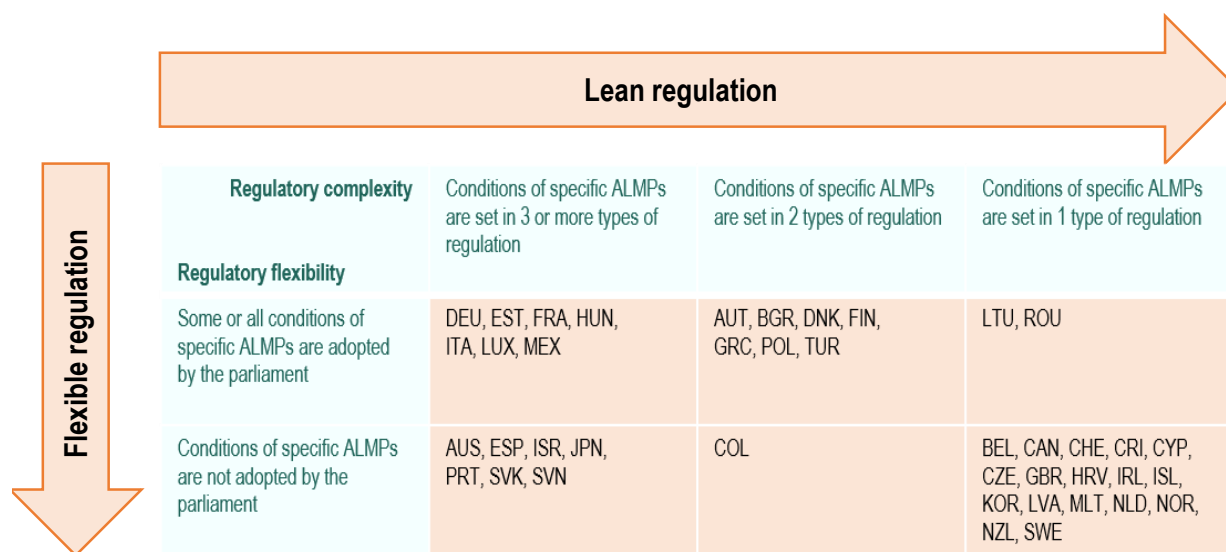 Lean regulation
Flexible regulation
Regulatory complexity
Regulatory flexibility
Conditions of specific ALMPs
are set in 3 or more types of
regulation
Conditions of specific ALMPs
are set in 2 types of regulation
Conditions of specific ALMPs
are set in 1 type of regulation
Some or all conditions of
specific ALMPs are adopted
by the parliament
DEU, EST, FRA, HUN,
ITA, LUX, MEX
AUT, BGR, DNK, FIN,
GRC, POL, TUR
LTU, ROU
Conditions of specific ALMPs
are not adopted by the
parliament
AUS, ESP, ISR, JPN,
PRT, SVK, SVN
COL
BEL, CAN, CHE, CRI, CYP,
CZE, GBR, HRV, IRL, ISL,
KOR, LVA, MLT, NLD, NOR,
NZL, SWE